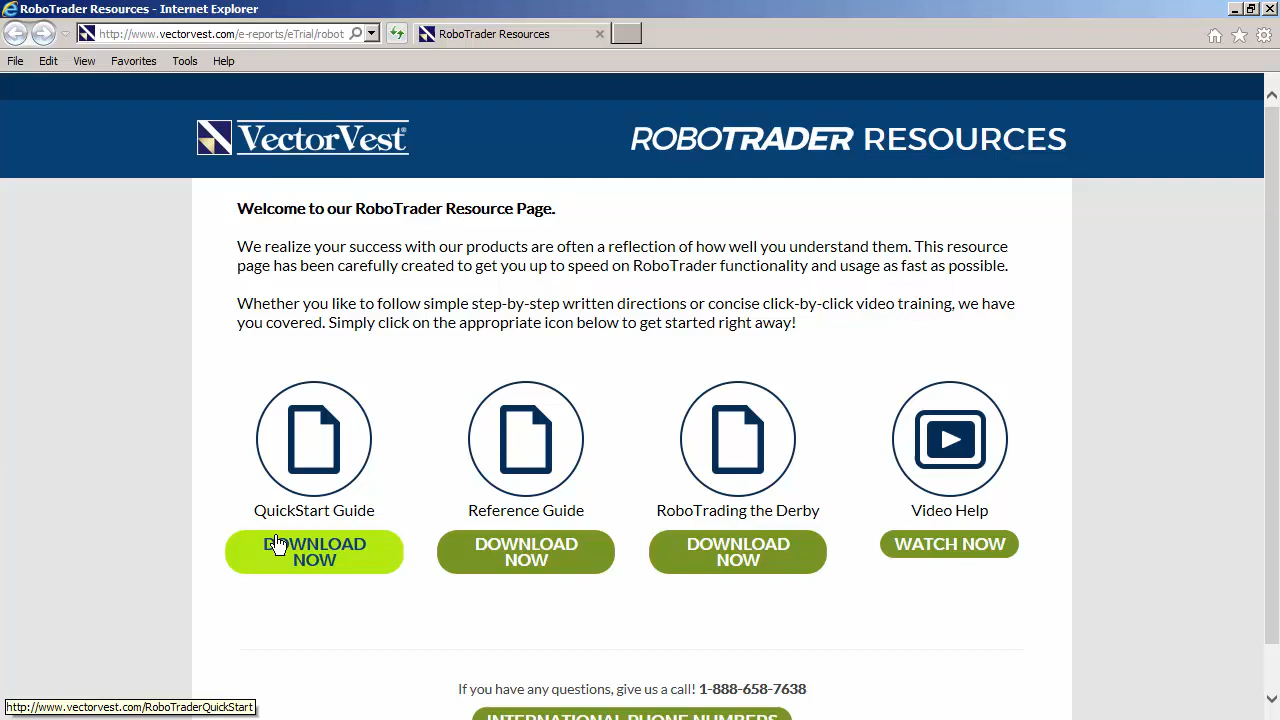 RoboTrader Resources - Internet Explorer
http://www.vectorvest.com/e-reports/eTrial/robot
RoboTrader Resources
File Edit View Favorites Tools Help
VectorVest®
ROBOTRADER RESOURCES
Welcome to our RoboTrader Resource Page.
We realize your success with our products are often a reflection of how well you understand them. This resource
page has been carefully created to get you up to speed on RoboTrader functionality and usage as fast as possible.
Whether you like to follow simple step-by-step written directions or concise click-by-click video training, we have
you covered. Simply click on the appropriate icon below to get started right away!
QuickStart Guide
DOWNLOAD
NOW
Reference Guide
DOWNLOAD
NOW
RoboTrading the Derby
DOWNLOAD
NOW
Video Help
WATCH NOW
If you have any questions, give us a call! 1-888-658-7638
INTERNATIONAL PHONE NUMBERS
http://www.vectorvest.com/RoboTraderQuickStart